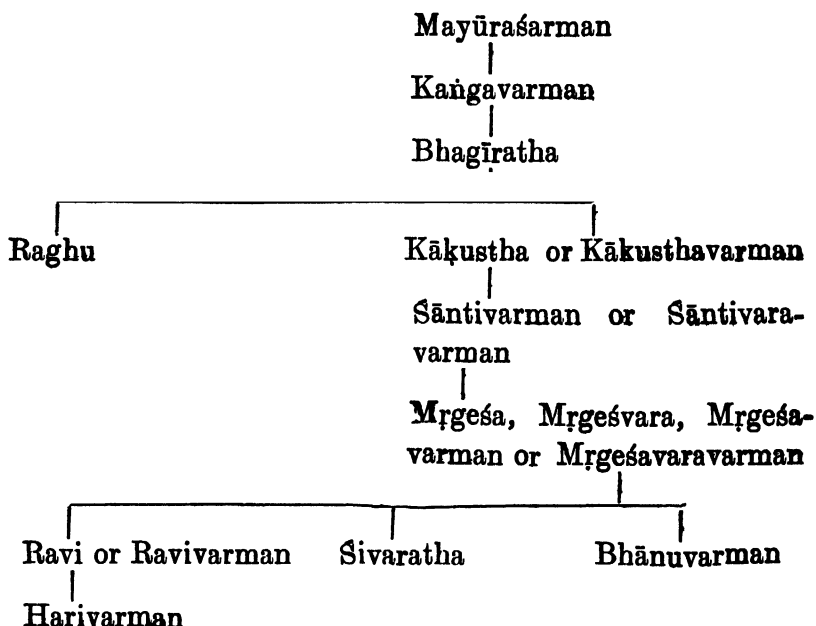 Mayūraśarman
Kaṅgavarman
Bhagīratha
Raghu
Kākustha or Kākusthavarman
Śāntivarman or Śāntivara-
varman
Mṛgeśa, Mṛgeśvara, Mṛgeśa-
varman or Mṛgeśavaravarman
Ravi or Ravivarman
Śivaratha
Bhānuvarman
Harivarman